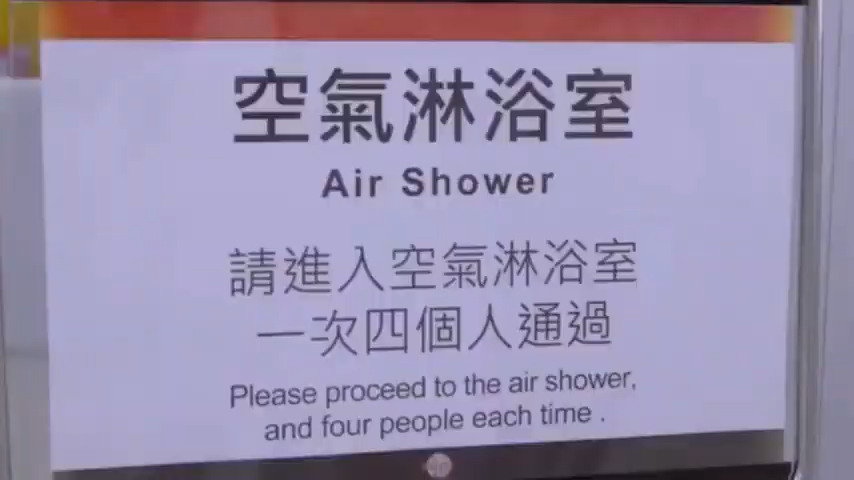 空氣淋浴室
Air Shower
請進入空氣淋浴室
一次四個人通過
Please proceed to the air shower,
and four people each time .